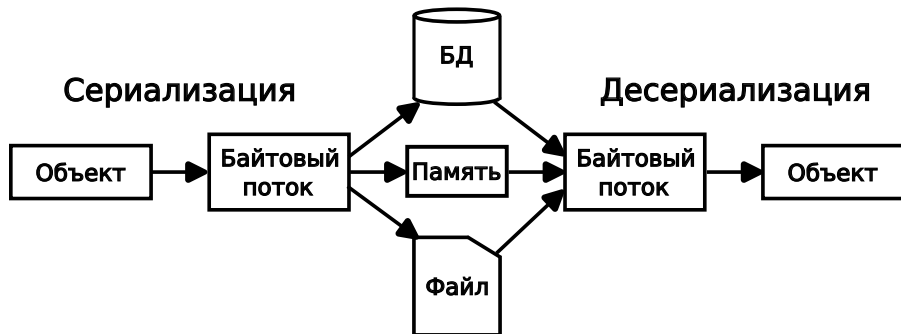 БД
Сериализация
Десериализация
Объект
Байтовый
поток
Память
Байтовый
поток
Объект
Файл